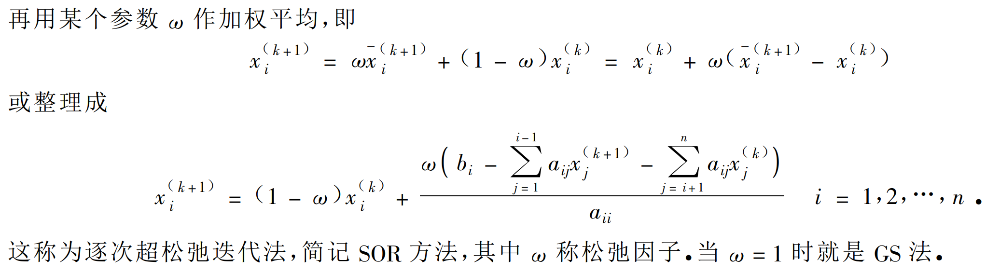 再用某个参数 ω 作加权平均,即
$x_i^{(k+1)} = \omega \bar{x}_i^{(k+1)} + (1 - \omega) x_i^{(k)} = x_i^{(k)} + \omega ( \bar{x}_i^{(k+1)} - x_i^{(k)} )$
或整理成
$x_i^{(k+1)} = (1 - \omega) x_i^{(k)} + \frac{\omega \left( b_i - \sum_{j=1}^{i-1} a_{ij} x_j^{(k+1)} - \sum_{j=i+1}^{n} a_{ij} x_j^{(k)} \right)}{a_{ii}} \quad i = 1,2,\cdots,n.$
这称为逐次超松弛迭代法,简记 SOR 方法,其中 ω 称松弛因子.当 ω = 1 时就是 GS 法.